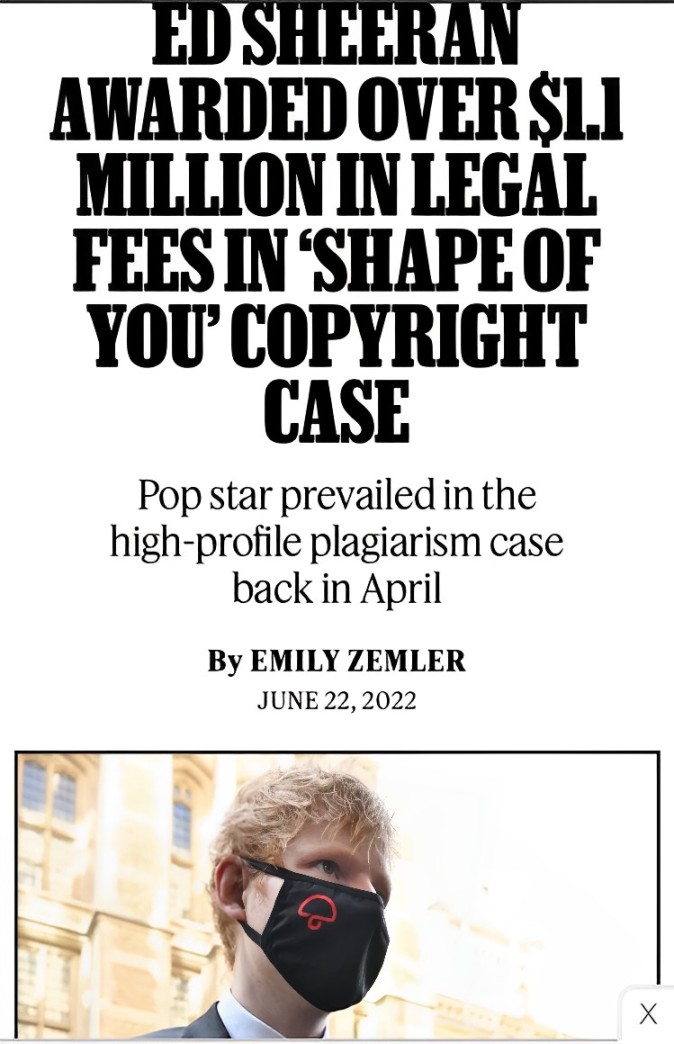 ED SHEERAN
AWARDED OVER $1.1
MILLION IN LEGAL
FEES IN ‘SHAPE OF
YOU’ COPYRIGHT
CASE
Pop star prevailed in the
high-profile plagiarism case
back in April
By EMILY ZEMLER
JUNE 22, 2022
X